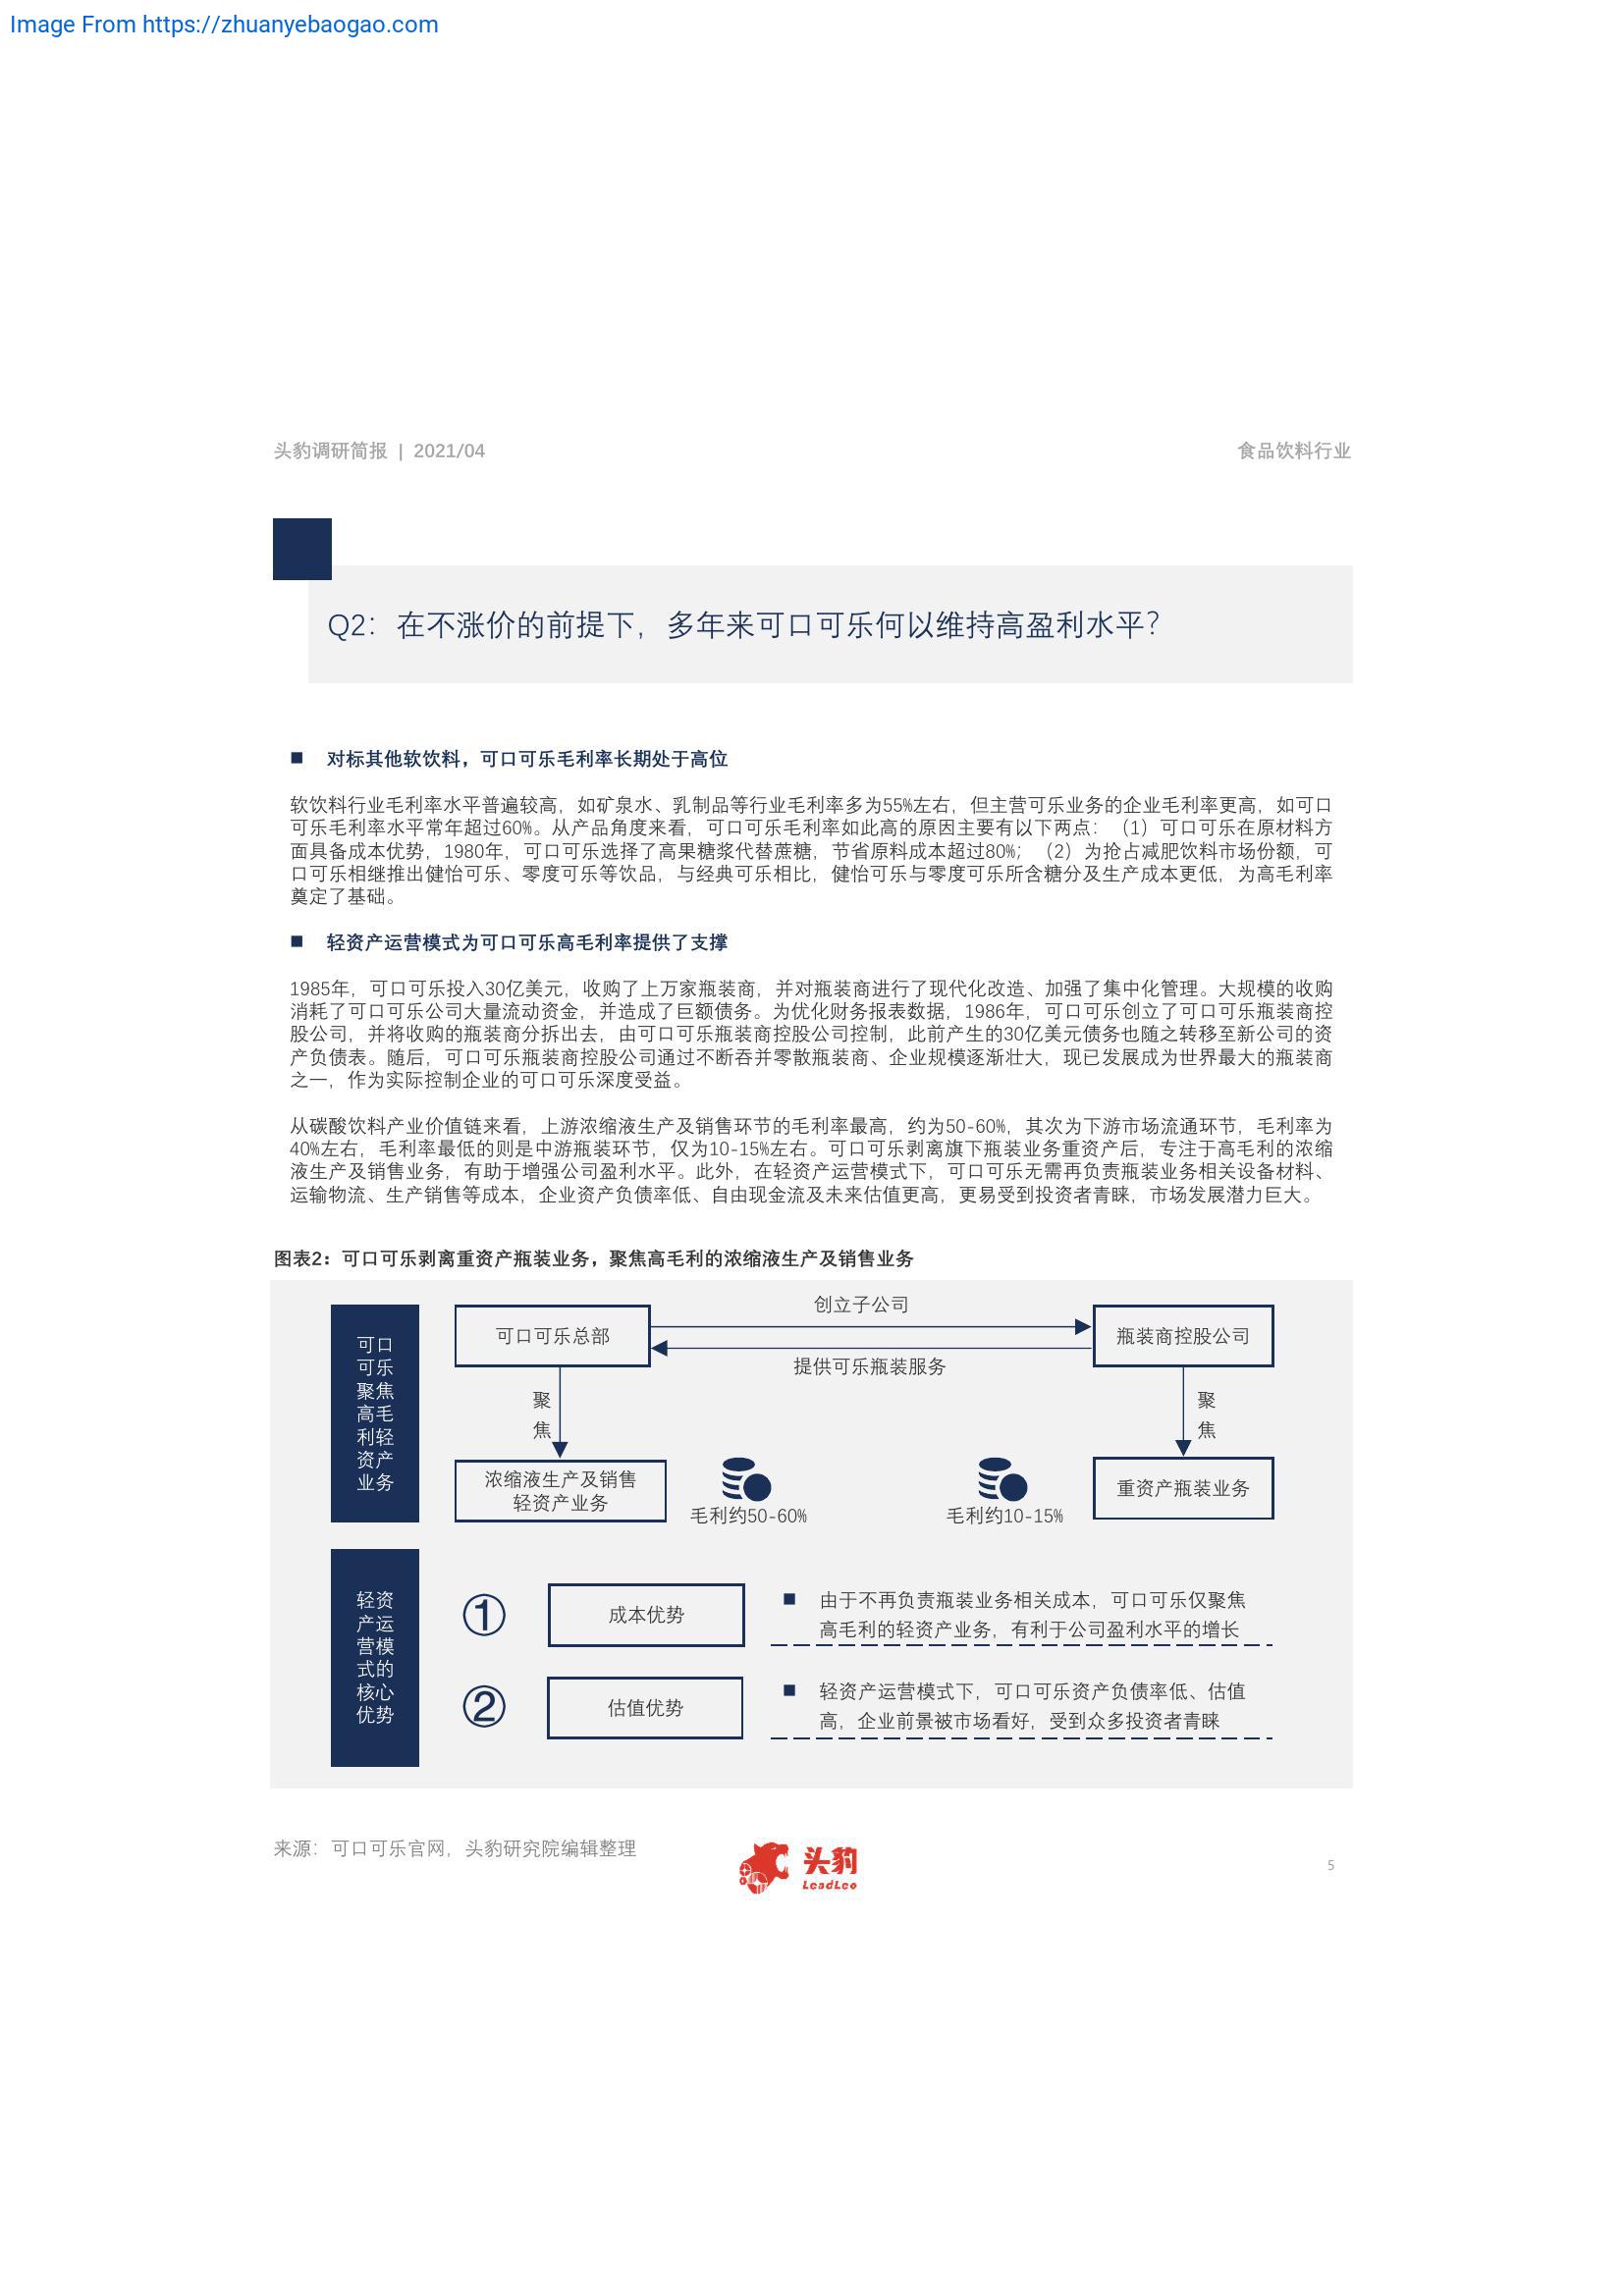 Image From https://zhuanyebaogao.com
头豹调研简报 | 2021/04
食品饮料行业
Q2：在不涨价的前提下，多年来可口可乐何以维持高盈利水平？
■ 对标其他软饮料，可口可乐毛利率长期处于高位
软饮料行业毛利率水平普遍较高，如矿泉水、乳制品等行业毛利率多为55%左右，但主营可乐业务的企业毛利率更高，如可口
可乐毛利率水平常年超过60%。从产品角度来看，可口可乐毛利率如此高的原因主要有以下两点：（1）可口可乐在原材料方
面具备成本优势，1980年，可口可乐选择了高果糖浆代替蔗糖，节省原料成本超过80%；（2）为抢占减肥饮料市场份额，可
口可乐相继推出健怡可乐、零度可乐等饮品，与经典可乐相比，健怡可乐与零度可乐所含糖分及生产成本更低，为高毛利率
奠定了基础。
■ 轻资产运营模式为可口可乐高毛利率提供了支撑
1985年，可口可乐投入30亿美元，收购了上万家瓶装商，并对瓶装商进行了现代化改造、加强了集中化管理。大规模的收购
消耗了可口可乐公司大量流动资金，并造成了巨额债务。为优化财务报表数据，1986年，可口可乐创立了可口可乐瓶装商控
股公司，并将收购的瓶装商分拆出去，由可口可乐瓶装商控股公司控制，此前产生的30亿美元债务也随之转移至新公司的资
产负债表。随后，可口可乐瓶装商控股公司通过不断吞并零散瓶装商、企业规模逐渐壮大，现已发展成为世界最大的瓶装商
之一，作为实际控制企业的可口可乐深度受益。
从碳酸饮料产业价值链来看，上游浓缩液生产及销售环节的毛利率最高，约为50-60%，其次为下游市场流通环节，毛利率为
40%左右，毛利率最低的则是中游瓶装环节，仅为10-15%左右。可口可乐剥离旗下瓶装业务重资产后，专注于高毛利的浓缩
液生产及销售业务，有助于增强公司盈利水平。此外，在轻资产运营模式下，可口可乐无需再负责瓶装业务相关设备材料、
运输物流、生产销售等成本，企业资产负债率低、自由现金流及未来估值更高，更易受到投资者青睐，市场发展潜力巨大。
图表2：可口可乐剥离重资产瓶装业务，聚焦高毛利的浓缩液生产及销售业务
可口
可乐
聚焦
高毛
利轻
资产
业务
可口可乐总部
创立子公司
提供可乐瓶装服务
瓶装商控股公司
聚
焦
聚
焦
浓缩液生产及销售
轻资产业务
毛利约50-60%
毛利约10-15%
重资产瓶装业务
轻资
产运
营模
式的
核心
优势
①
成本优势
■ 由于不再负责瓶装业务相关成本，可口可乐仅聚焦
高毛利的轻资产业务，有利于公司盈利水平的增长
②
估值优势
■ 轻资产运营模式下，可口可乐资产负债率低、估值
高，企业前景被市场看好，受到众多投资者青睐
来源：可口可乐官网，头豹研究院编辑整理
头豹
LeadLeo
5